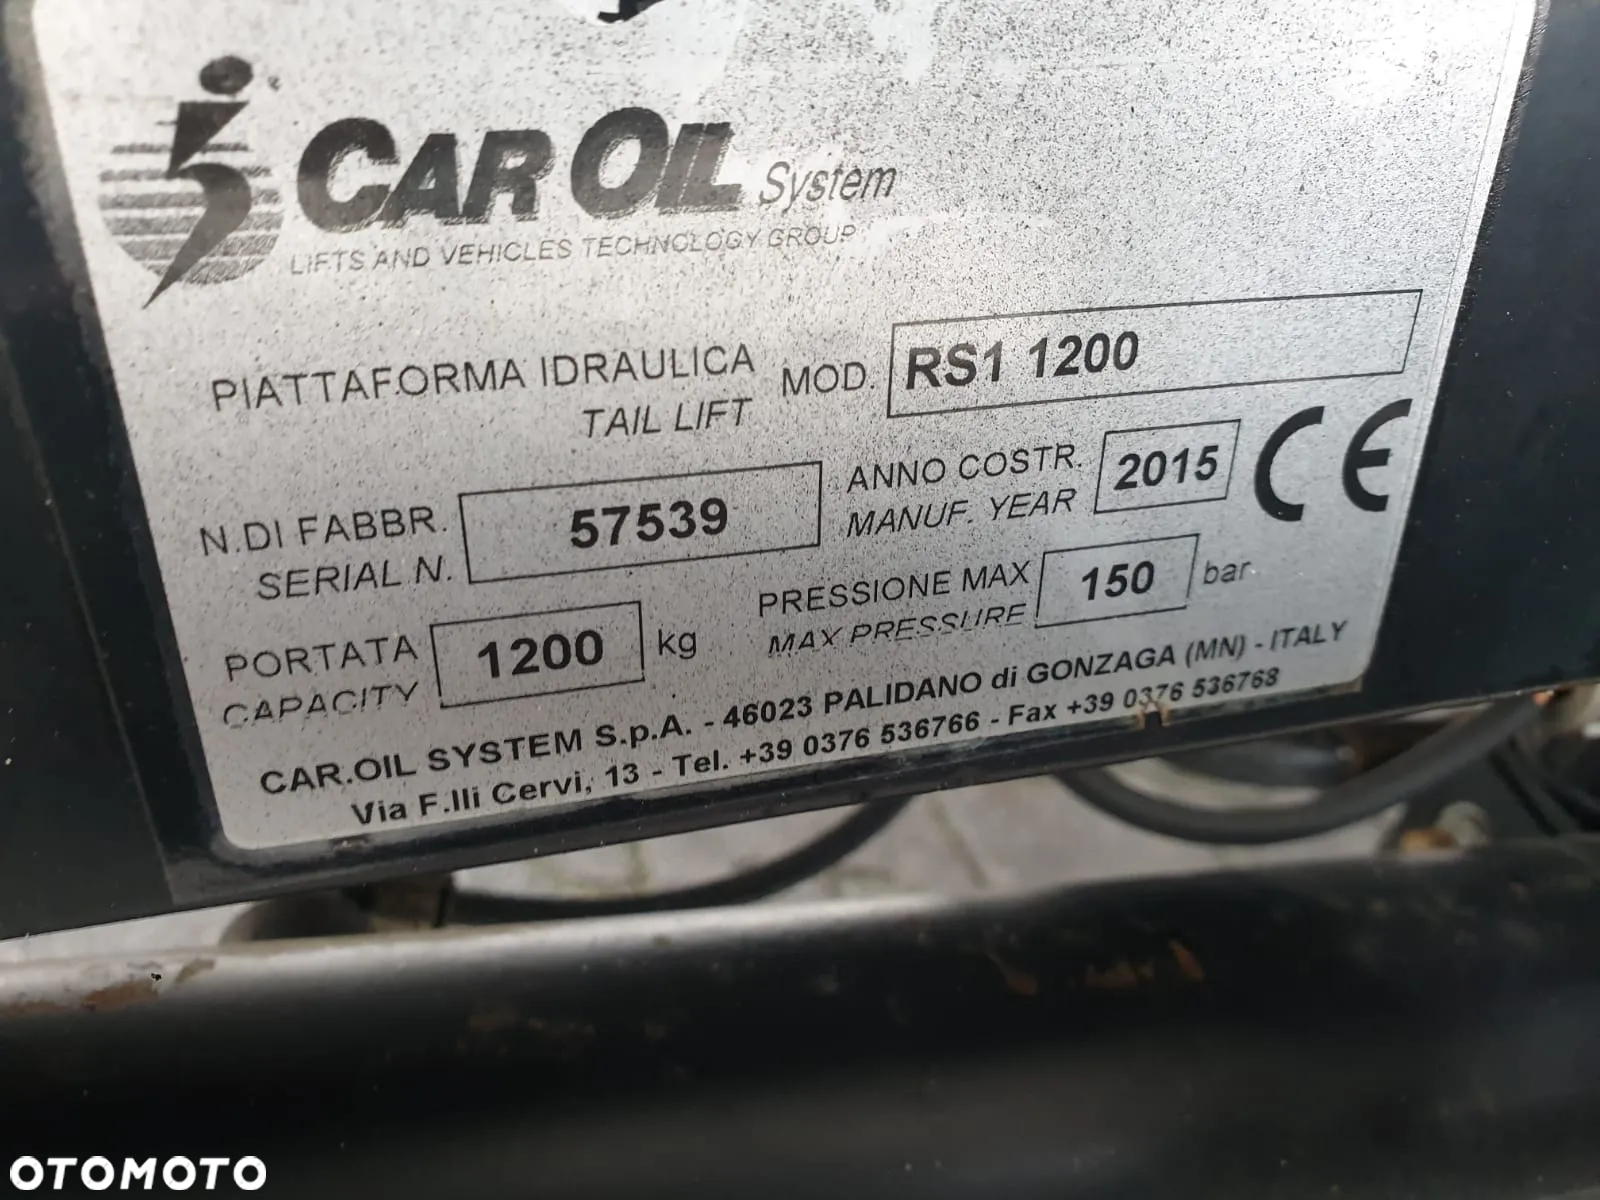 CAR OIL System
LIFTS AND VEHICLES TECHNOLOGY GROUP
PIATTAFORMA IDRAULICA MOD. RS1 1200
TAIL LIFT
N.DI FABBR. 57539 ANNO COSTR. 2015 CE
SERIAL N. MANUF. YEAR
PORTATA 1200 kg PRESSIONE MAX 150 bar
CAPACITY MAX PRESSURE
CAR.OIL SYSTEM S.p.A. - 46023 PALIDANO di GONZAGA (MN) - ITALY
Via F.lli Cervi, 13 - Tel. +39 0376 536766 - Fax +39 0376 536768
OTOMOTO